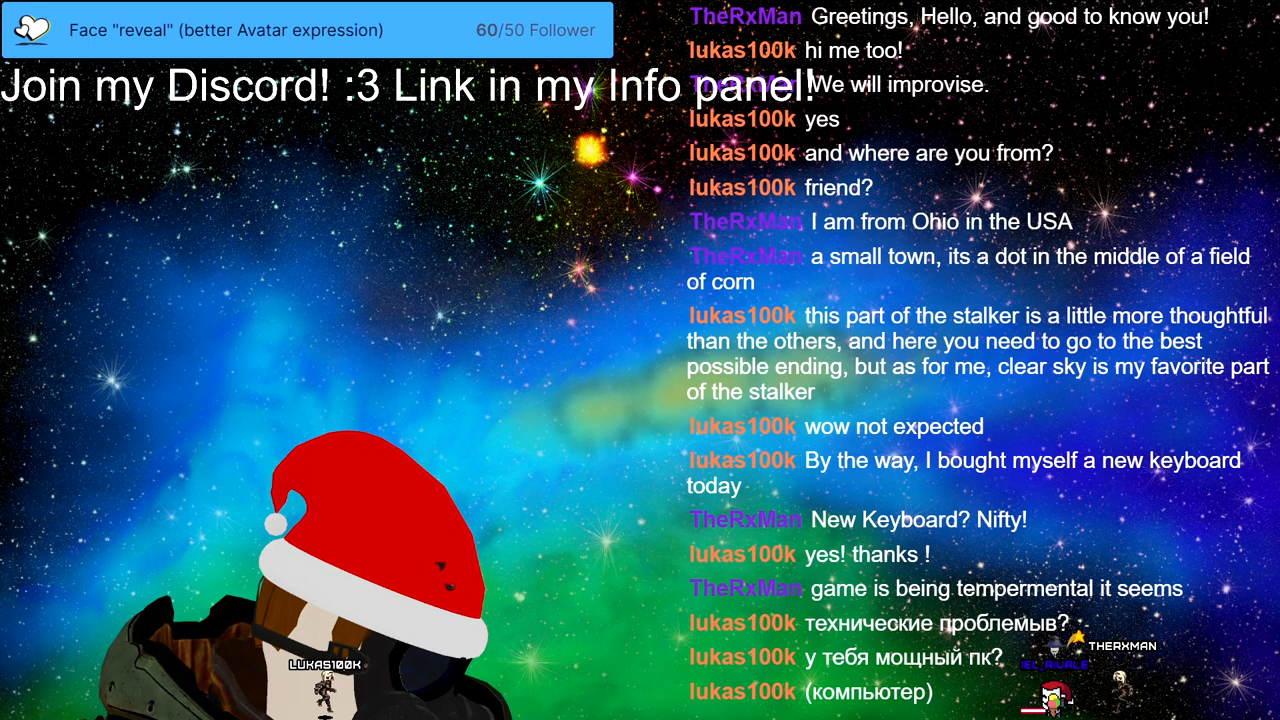 Face "reveal" (better Avatar expression) 60/50 Follower
Join my Discord! :3 Link in my Info panel!
TheRxMan Greetings, Hello, and good to know you!
lukas100k hi me too!
TheRxMan We will improvise.
lukas100k yes
lukas100k and where are you from?
lukas100k friend?
TheRxMan I am from Ohio in the USA
TheRxMan a small town, its a dot in the middle of a field
of corn
lukas100k this part of the stalker is a little more thoughtful
than the others, and here you need to go to the best
possible ending, but as for me, clear sky is my favorite part
of the stalker
lukas100k wow not expected
lukas100k By the way, I bought myself a new keyboard
today
TheRxMan New Keyboard? Nifty!
lukas100k yes! thanks !
TheRxMan game is being tempermental it seems
lukas100k технические проблемыв?
lukas100k у тебя мощный пк?
lukas100k (компьютер)
THERXMAN
IEL_RIVALE
LUKAS100K